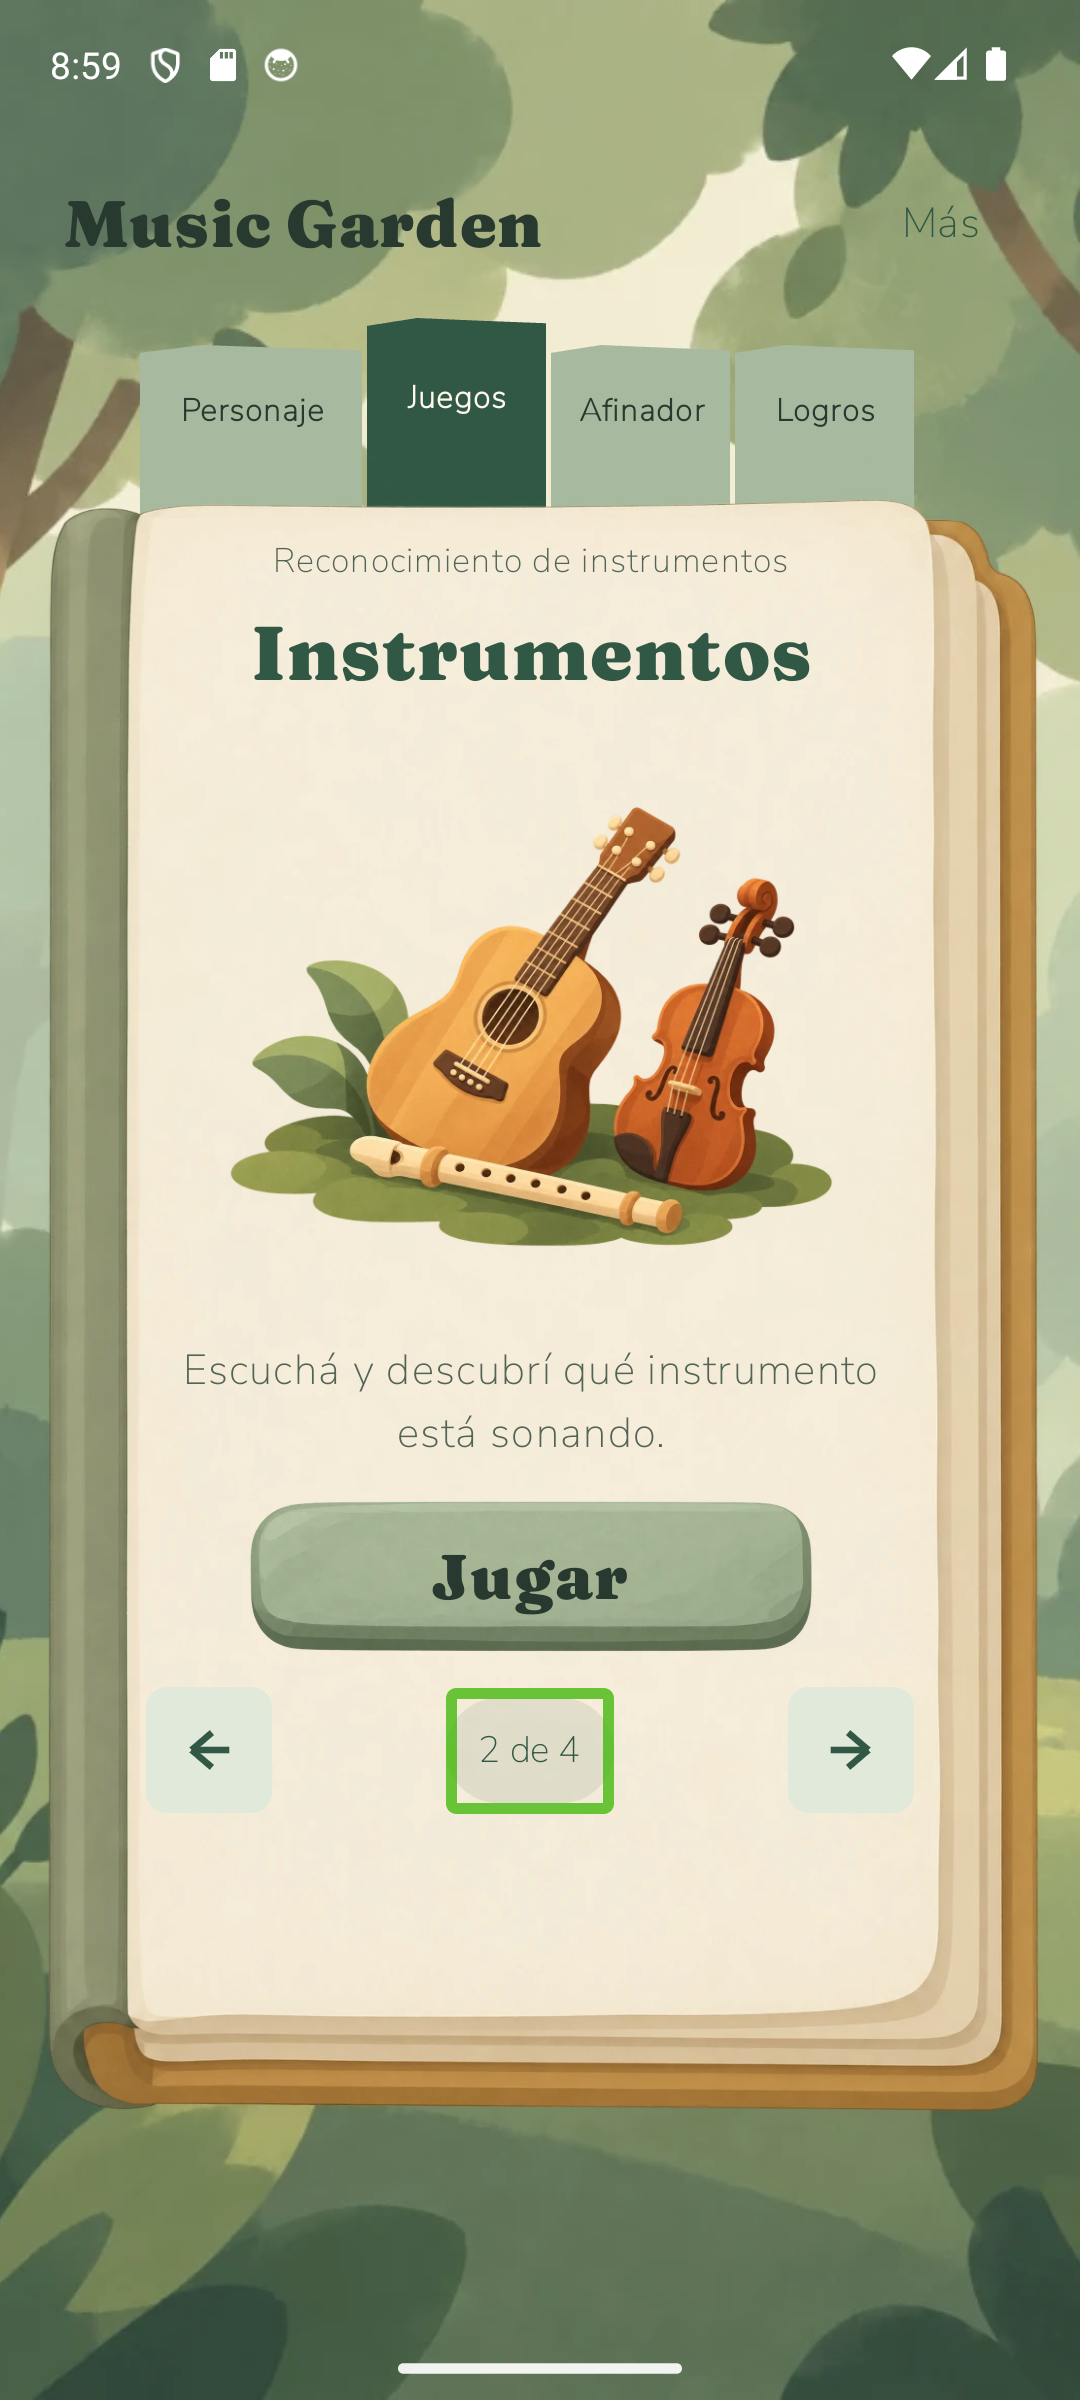 8:59
Music Garden
Más
Personaje
Juegos
Afinador
Logros
Reconocimiento de instrumentos
Instrumentos
Escuchá y descubrí qué instrumento
está sonando.
Jugar
2 de 4